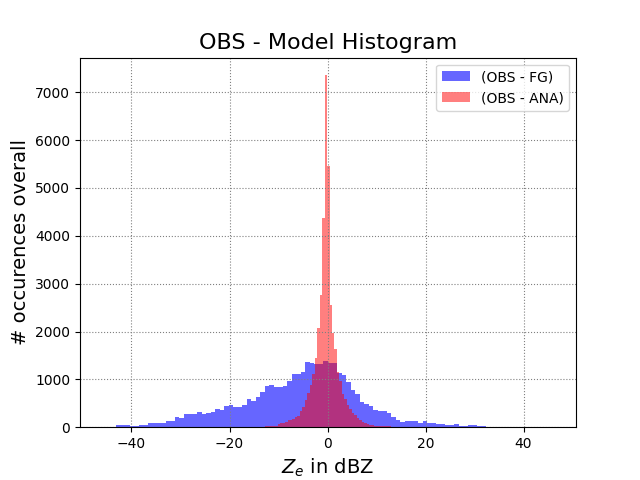 OBS - Model Histogram
(OBS - FG)
(OBS - ANA)
# occurences overall
7000
6000
5000
4000
3000
2000
1000
0
−40
−20
0
20
40
Z_e in dBZ